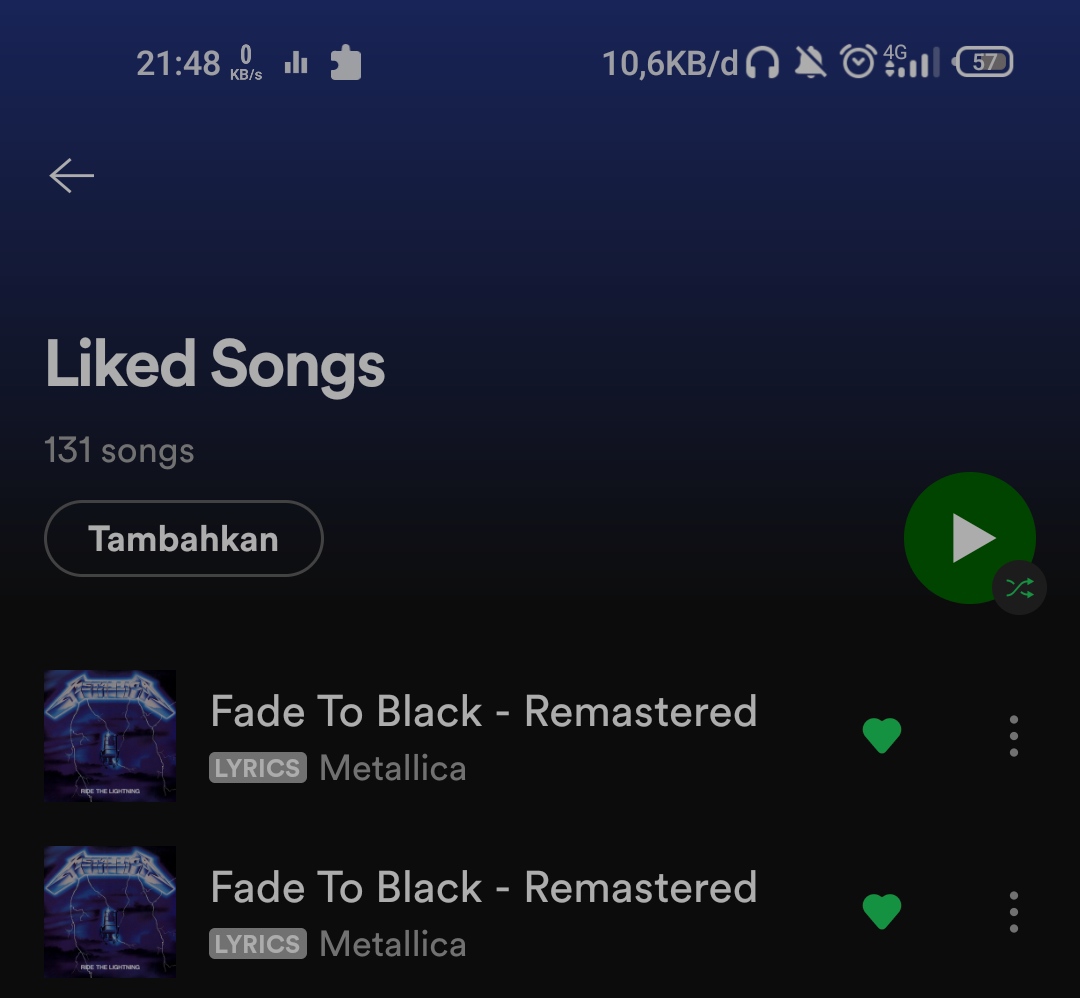 21:48 0 KB/s 10,6KB/d 4G 57
Liked Songs
131 songs
Tambahkan
METALLICA
RIDE THE LIGHTNING
Fade To Black - Remastered
LYRICS Metallica
METALLICA
RIDE THE LIGHTNING
Fade To Black - Remastered
LYRICS Metallica